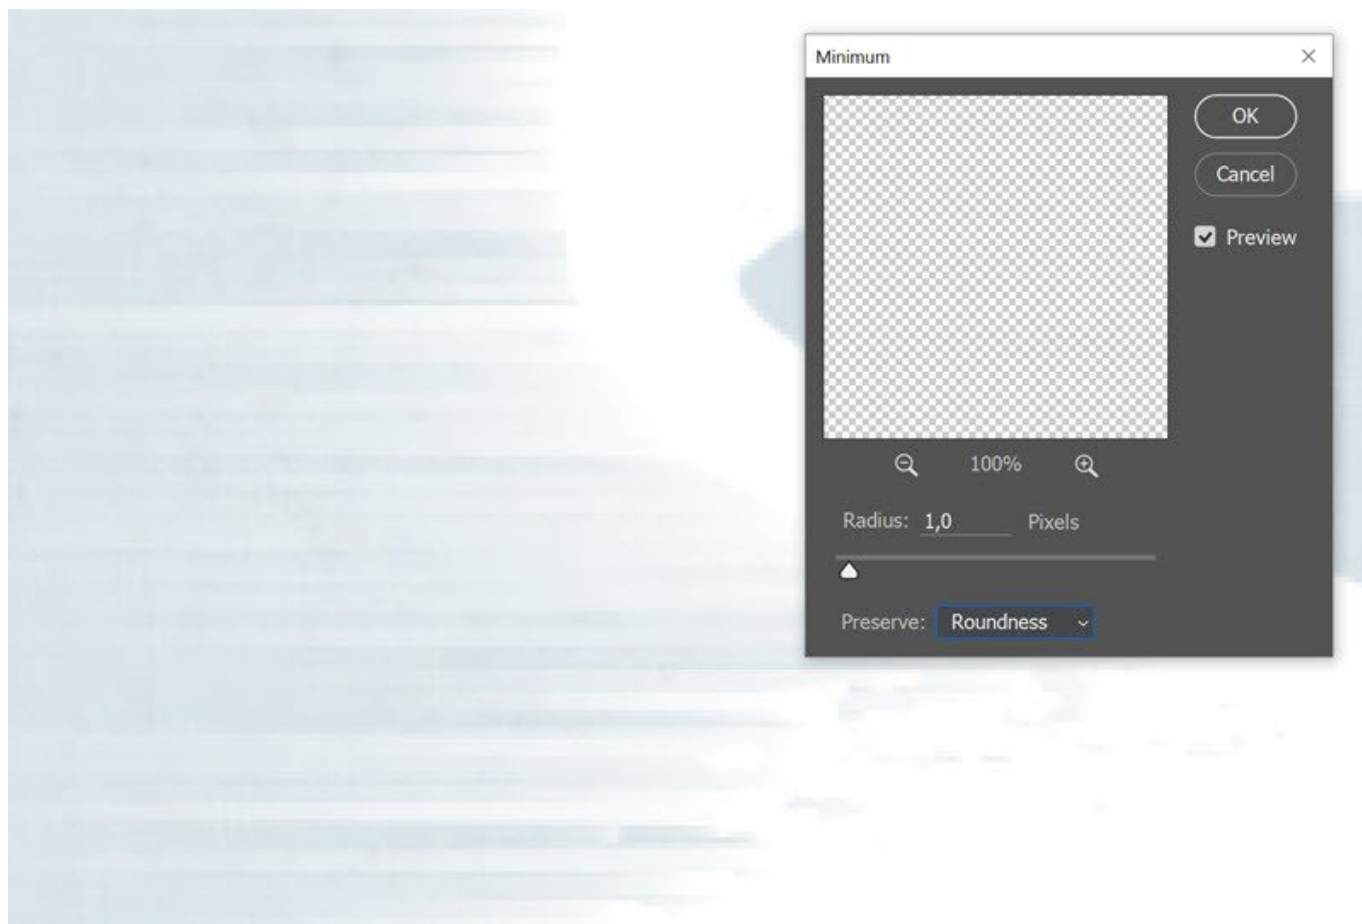 Minimum
OK
Cancel
Preview
100%
Radius: 1,0 Pixels
Preserve: Roundness